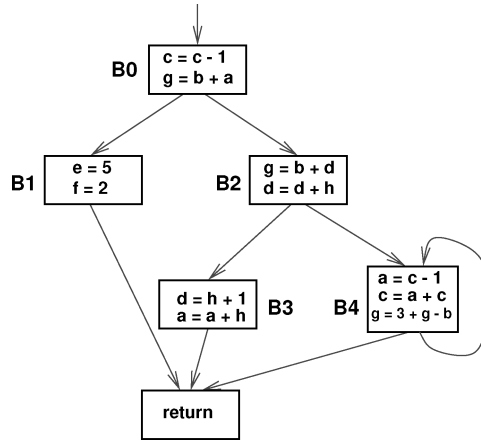 c = c - 1
B0
g = b + a
e = 5
B1
f = 2
g = b + d
B2
d = d + h
d = h + 1
B3
a = a + h
a = c - 1
B4
c = a + c
g = 3 + g - b
return